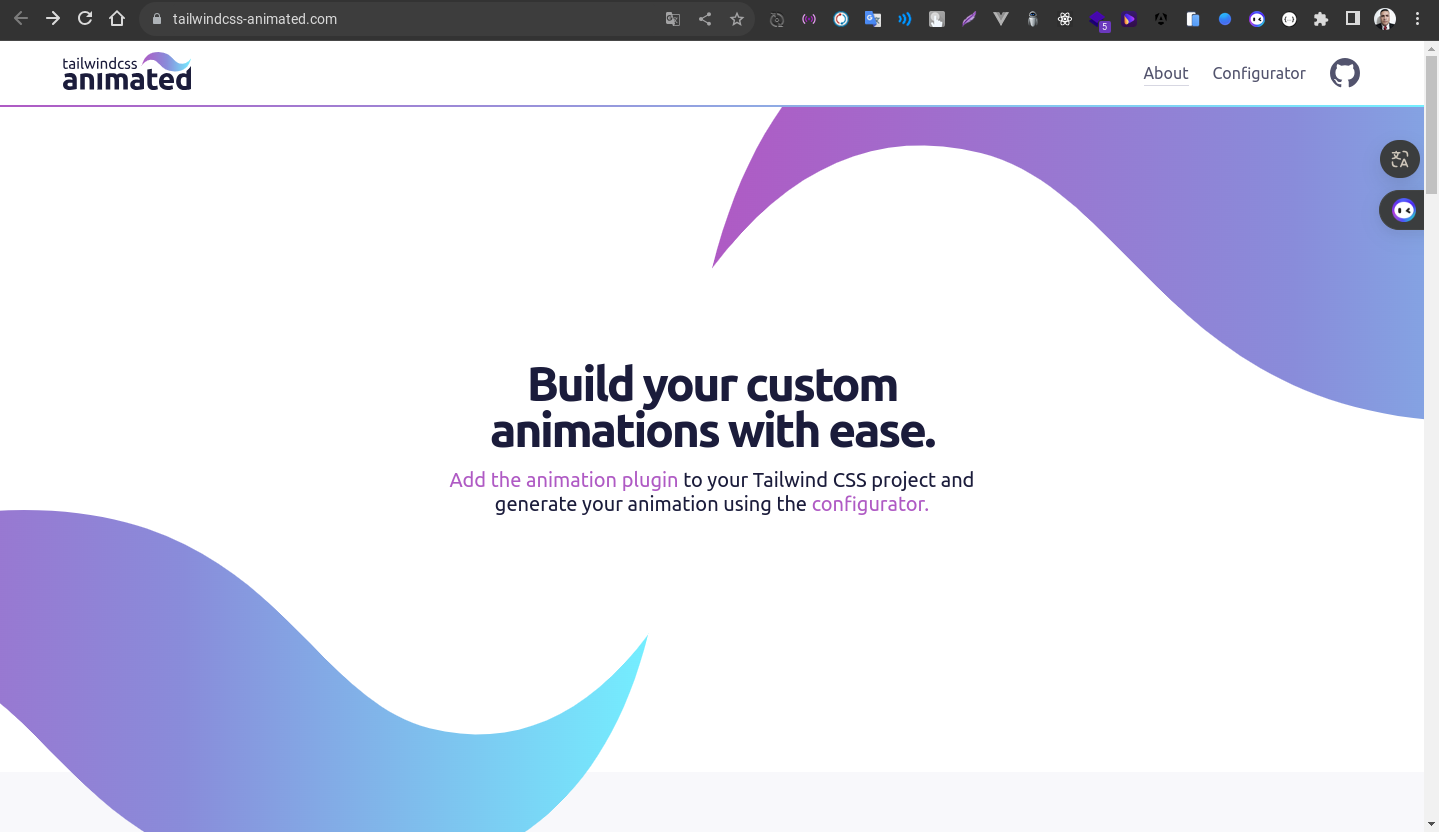 tailwindcss-animated.com
5
tailwindcss
animated
About
Configurator
Build your custom
animations with ease.
Add the animation plugin to your Tailwind CSS project and
generate your animation using the configurator.